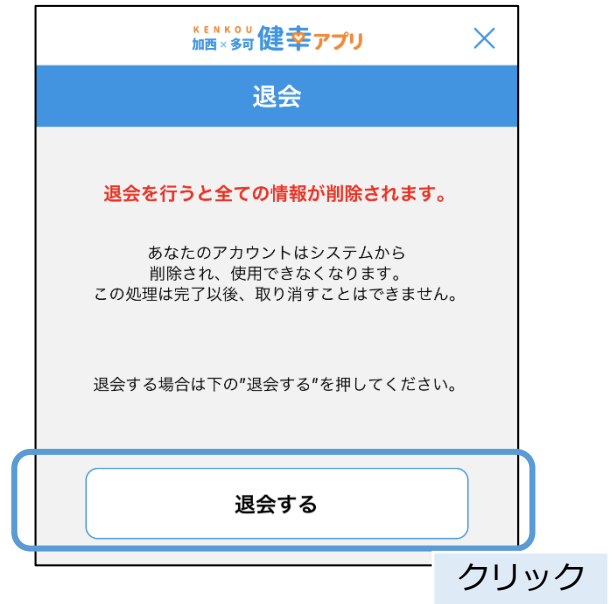 KENKOU
加西×多可 健幸アプリ
退会
退会を行うと全ての情報が削除されます。
あなたのアカウントはシステムから
削除され、使用できなくなります。
この処理は完了以後、取り消すことはできません。
退会する場合は下の"退会する"を押してください。
退会する
クリック